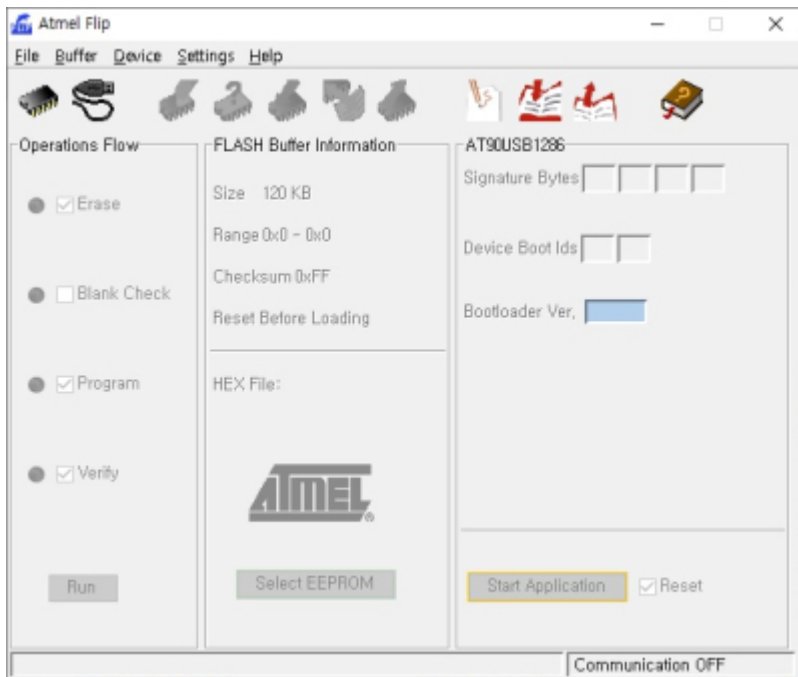 Atmel Flip
File Buffer Device Settings Help
Operations Flow
Erase
Blank Check
Program
Verify
Run
FLASH Buffer Information
Size 120 KB
Range 0x0 - 0x0
Checksum 0xFF
Reset Before Loading
HEX File:
ATMEL
Select EEPROM
AT90USB1286
Signature Bytes
Device Boot Ids
Bootloader Ver,
Start Application Reset
Communication OFF